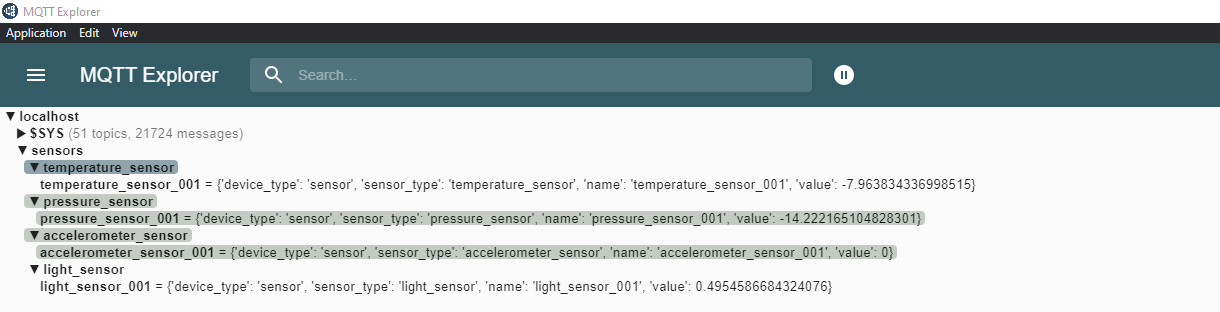 MQTT Explorer
Application Edit View
MQTT Explorer Search...
▼ localhost
▶ $SYS (51 topics, 21724 messages)
▼ sensors
▼ temperature_sensor
temperature_sensor_001 = {'device_type': 'sensor', 'sensor_type': 'temperature_sensor', 'name': 'temperature_sensor_001', 'value': -7.963834336998515}
▼ pressure_sensor
pressure_sensor_001 = {'device_type': 'sensor', 'sensor_type': 'pressure_sensor', 'name': 'pressure_sensor_001', 'value': -14.222165104828301}
▼ accelerometer_sensor
accelerometer_sensor_001 = {'device_type': 'sensor', 'sensor_type': 'accelerometer_sensor', 'name': 'accelerometer_sensor_001', 'value': 0}
▼ light_sensor
light_sensor_001 = {'device_type': 'sensor', 'sensor_type': 'light_sensor', 'name': 'light_sensor_001', 'value': 0.4954586684324076}